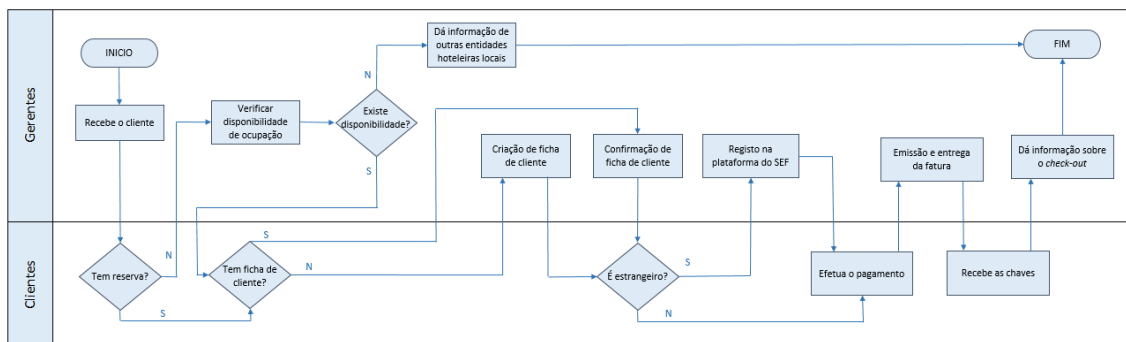 Gerentes
INICIO
Recebe o cliente
Verificar
disponibilidade
de ocupação
Existe
disponibilidade?
N
S
Dá informação de
outras entidades
hoteleiras locais
FIM
Criação de ficha
de cliente
Confirmação de
ficha de cliente
Registo na
plataforma do SEF
Emissão e entrega
da fatura
Dá informação sobre
o check-out
Clientes
Tem reserva?
N
S
Tem ficha de
cliente?
S
N
É estrangeiro?
S
N
Efetua o pagamento
Recebe as chaves